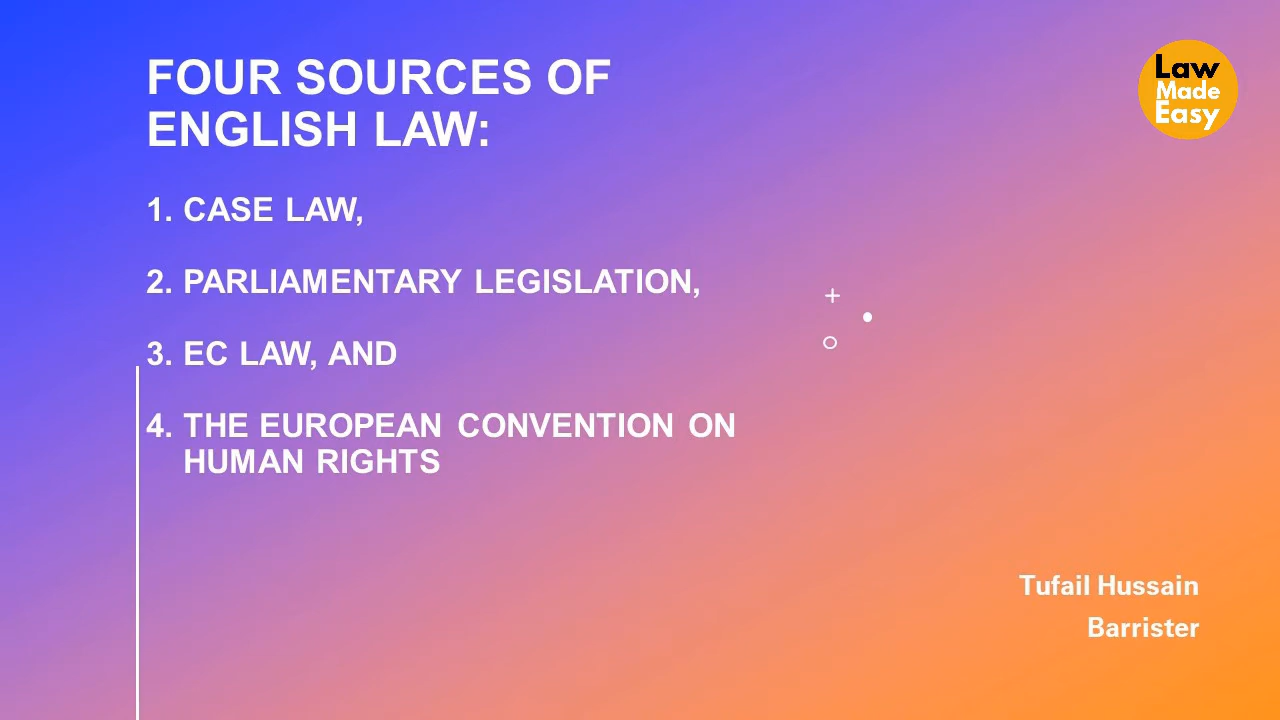 FOUR SOURCES OF
ENGLISH LAW:
Law
Made
Easy
1. CASE LAW,
2. PARLIAMENTARY LEGISLATION,
3. EC LAW, AND
4. THE EUROPEAN CONVENTION ON
HUMAN RIGHTS
Tufail Hussain
Barrister